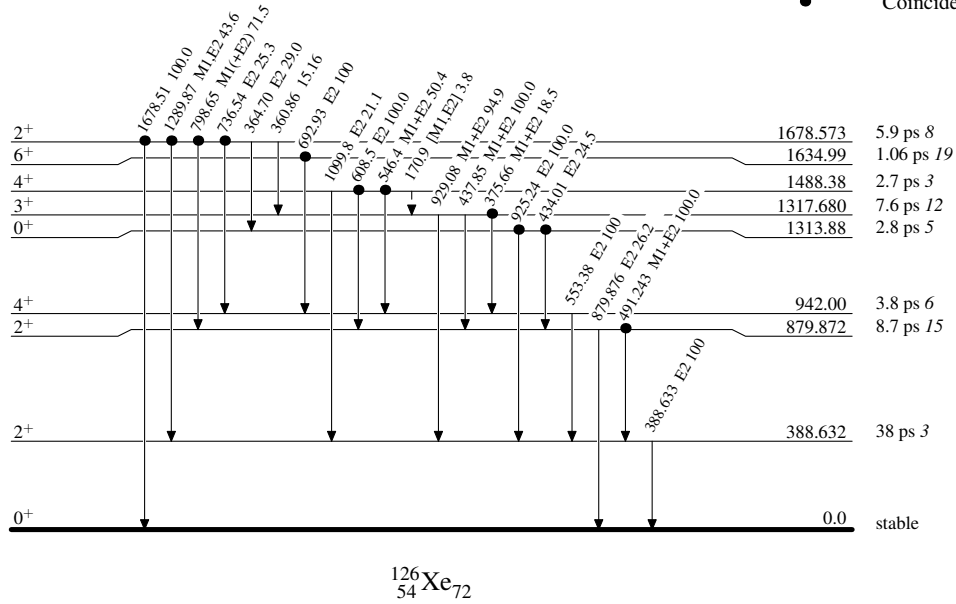 Coincide
1678.51 100.0
1289.87 M1,E2 43.6
798.65 M1(+E2) 71.5
736.54 E2 25.3
364.70 E2 29.0
360.86 15.16
692.93 E2 100
1099.8 E2 21.1
608.5 E2 100.0
546.4 M1+E2 50.4
170.9 [M1,E2] 3.8
929.08 M1+E2 94.9
437.85 M1+E2 100.0
375.66 M1+E2 18.5
925.24 E2 100.0
434.01 E2 24.5
553.38 E2 100
879.876 E2 26.2
491.243 M1+E2 100.0
388.633 E2 100
2+ 1678.573 5.9 ps 8
6+ 1634.99 1.06 ps 19
4+ 1488.38 2.7 ps 3
3+ 1317.680 7.6 ps 12
0+ 1313.88 2.8 ps 5
4+ 942.00 3.8 ps 6
2+ 879.872 8.7 ps 15
2+ 388.632 38 ps 3
0+ 0.0 stable
126 54 Xe 72